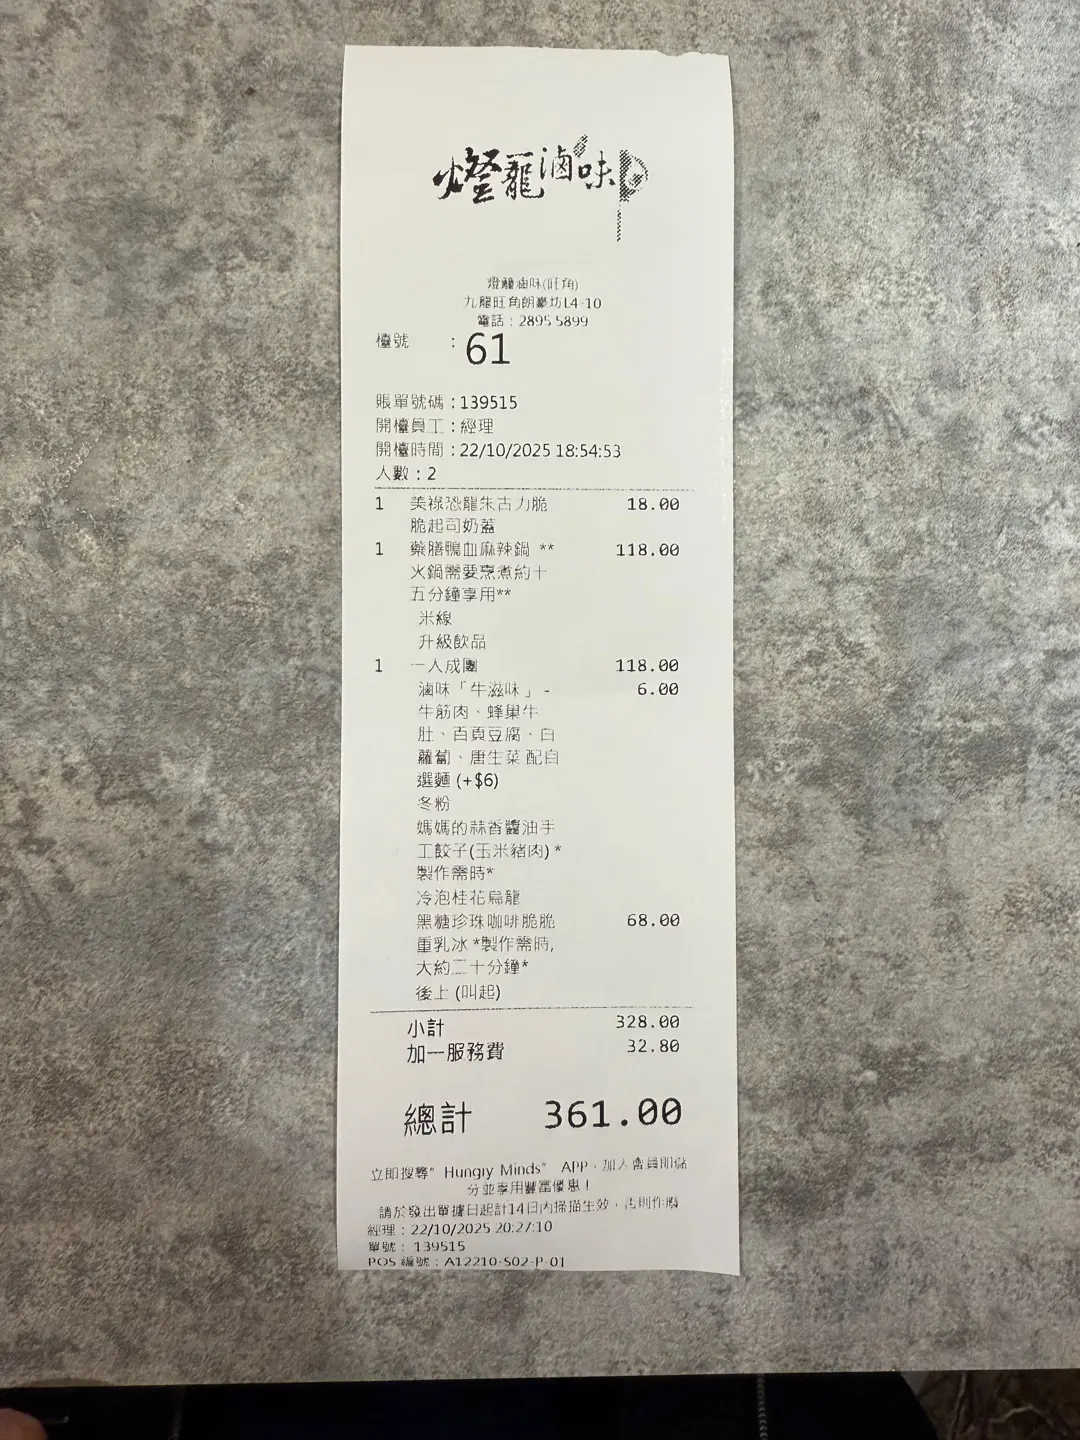 燈籠滷味
燈籠滷味(旺角)
九龍旺角朗豪坊L4-10
電話：2895 5899
檯號 ：61
賬單號碼：139515
開檯員工：經理
開檯時間：22/10/2025 18:54:53
人數：2
1 美祿恐龍朱古力脆 18.00
脆起司奶蓋
1 藥膳鴨血麻辣鍋 ** 118.00
火鍋需要烹煮約十
五分鐘享用**
米線
升級飲品
1 一人成團 118.00
滷味「牛滋味」- 6.00
牛筋肉、蜂巢牛
肚、百頁豆腐、白
蘿蔔、唐生菜 配自
選麵 (+$6)
冬粉
媽媽的蒜香醬油手
工餃子(玉米豬肉) *
製作需時*
冷泡桂花烏龍
黑糖珍珠咖啡脆脆 68.00
重乳冰 *製作需時,
大約二十分鐘*
後上 (叫起)
小計 328.00
加一服務費 32.80
總計 361.00
立即搜尋"Hungry Minds" APP，加入會員即儲
分並享用豐富優惠！
請於發出單據日起計14日內掃描生效，否則作廢
經理：22/10/2025 20:27:10
單號： 139515
POS 編號：A12210-S02-P-01